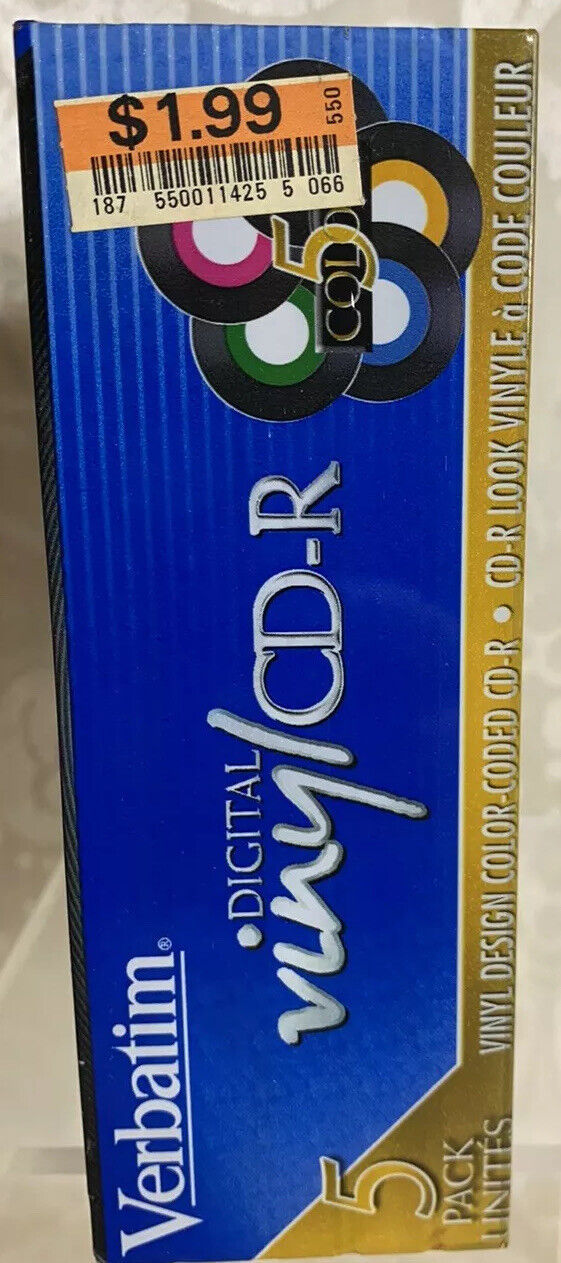 $1.99
550
187 550011425 5 066
Verbatim®
DIGITAL
vinyl CD-R
5
5
PACK
UNITÉS
VINYL DESIGN COLOR-CODED CD-R • CD-R LOOK VINYLE à CODE COULEUR